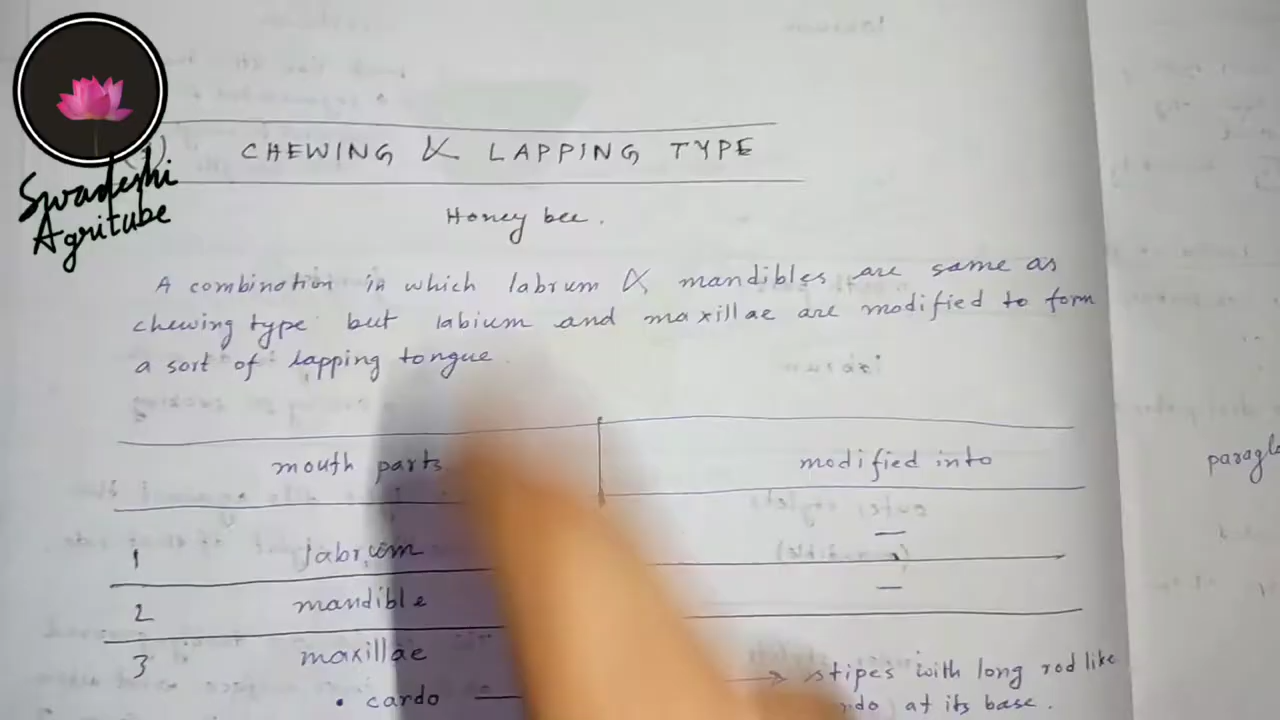 Swadeshi
Agritube
CHEWING & LAPPING TYPE
Honey bee.
A combination in which labrum & mandibles are same as
chewing type but labium and maxillae are modified to form
a sort of lapping tongue.
mouth parts modified into
1 labrum —
2 mandible —
3 maxillae
• cardo → stipes with long rod like
at its base.